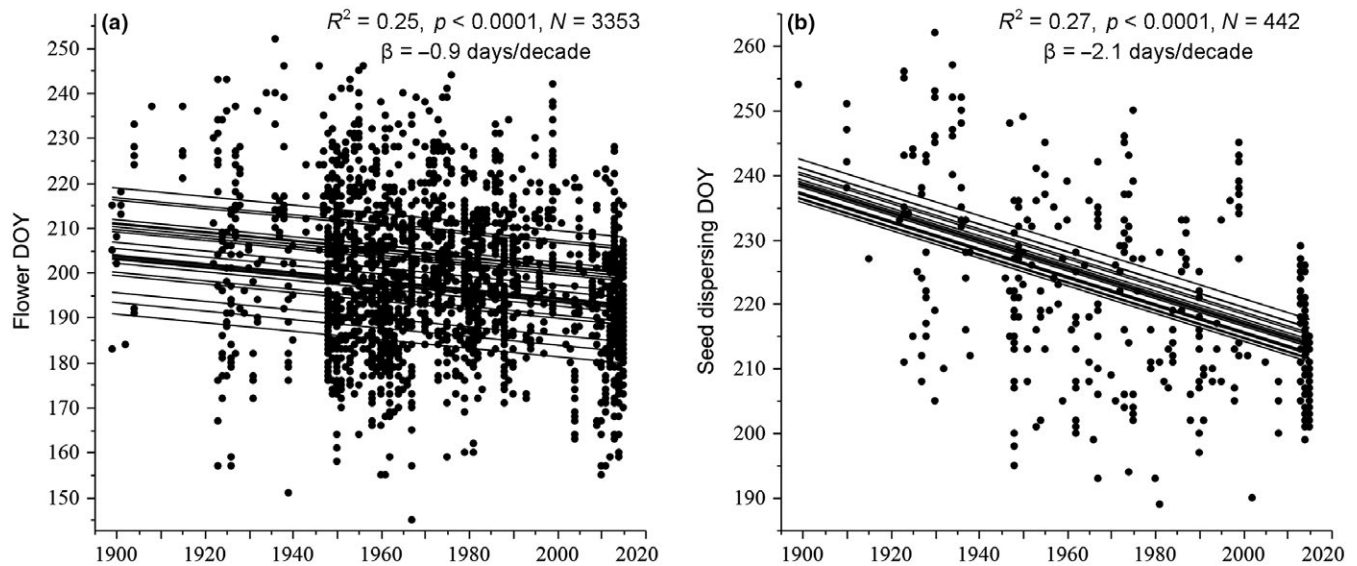 (a) R² = 0.25, p < 0.0001, N = 3353
β = –0.9 days/decade
250
240
230
220
210
200
190
180
170
160
150
Flower DOY
1900 1920 1940 1960 1980 2000 2020
(b) R² = 0.27, p < 0.0001, N = 442
β = –2.1 days/decade
260
250
240
230
220
210
200
190
Seed dispersing DOY
1900 1920 1940 1960 1980 2000 2020